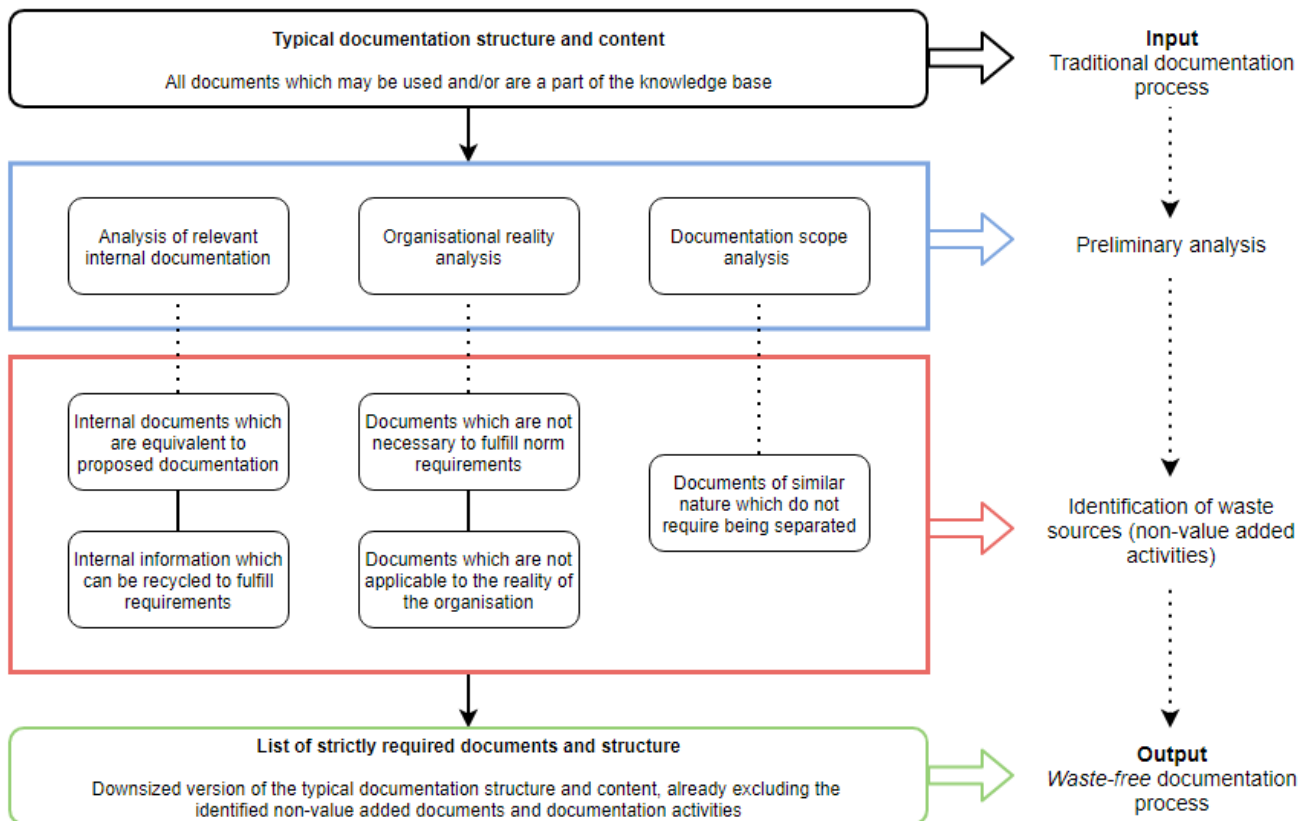 Typical documentation structure and content
All documents which may be used and/or are a part of the knowledge base
Input
Traditional documentation
process
Analysis of relevant
internal documentation
Organisational reality
analysis
Documentation scope
analysis
Preliminary analysis
Internal documents which
are equivalent to
proposed documentation
Documents which are not
necessary to fulfill norm
requirements
Documents of similar
nature which do not
require being separated
Internal information which
can be recycled to fulfill
requirements
Documents which are not
applicable to the reality of
the organisation
Identification of waste
sources (non-value added
activities)
List of strictly required documents and structure
Downsized version of the typical documentation structure and content, already excluding the
identified non-value added documents and documentation activities
Output
Waste-free documentation
process